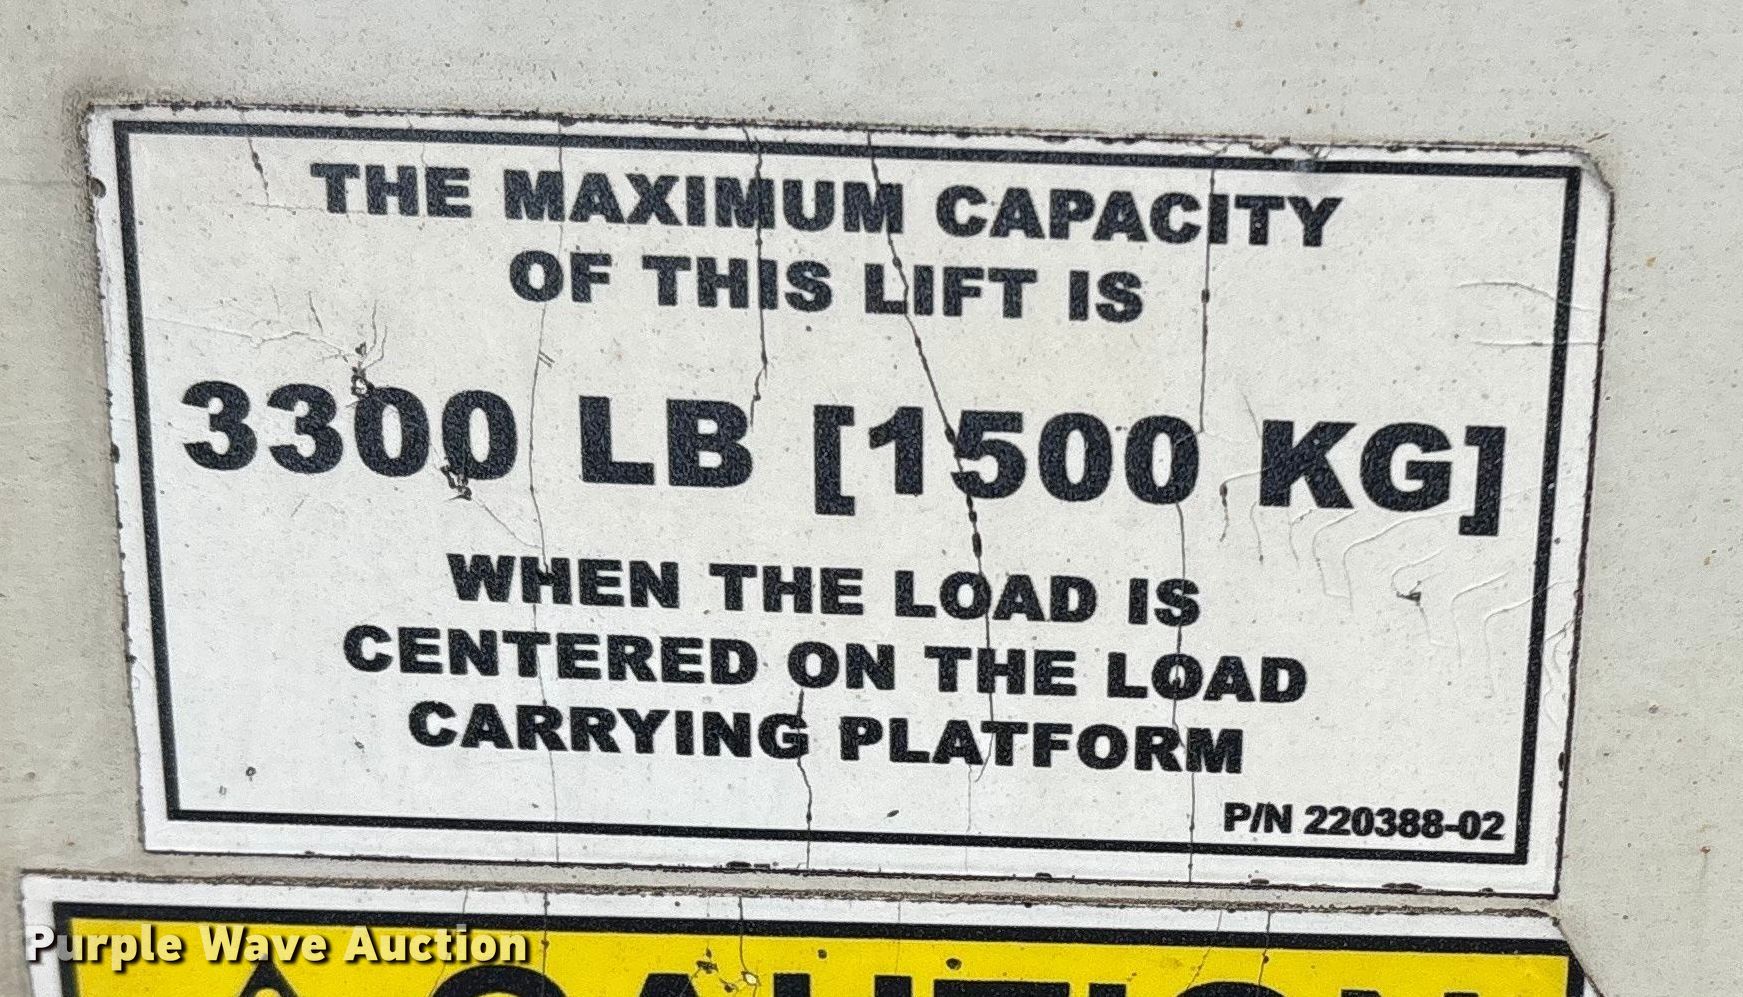 THE MAXIMUM CAPACITY
OF THIS LIFT IS
3300 LB [1500 KG]
WHEN THE LOAD IS
CENTERED ON THE LOAD
CARRYING PLATFORM
P/N 220388-02
Purple Wave Auction
CAUTION